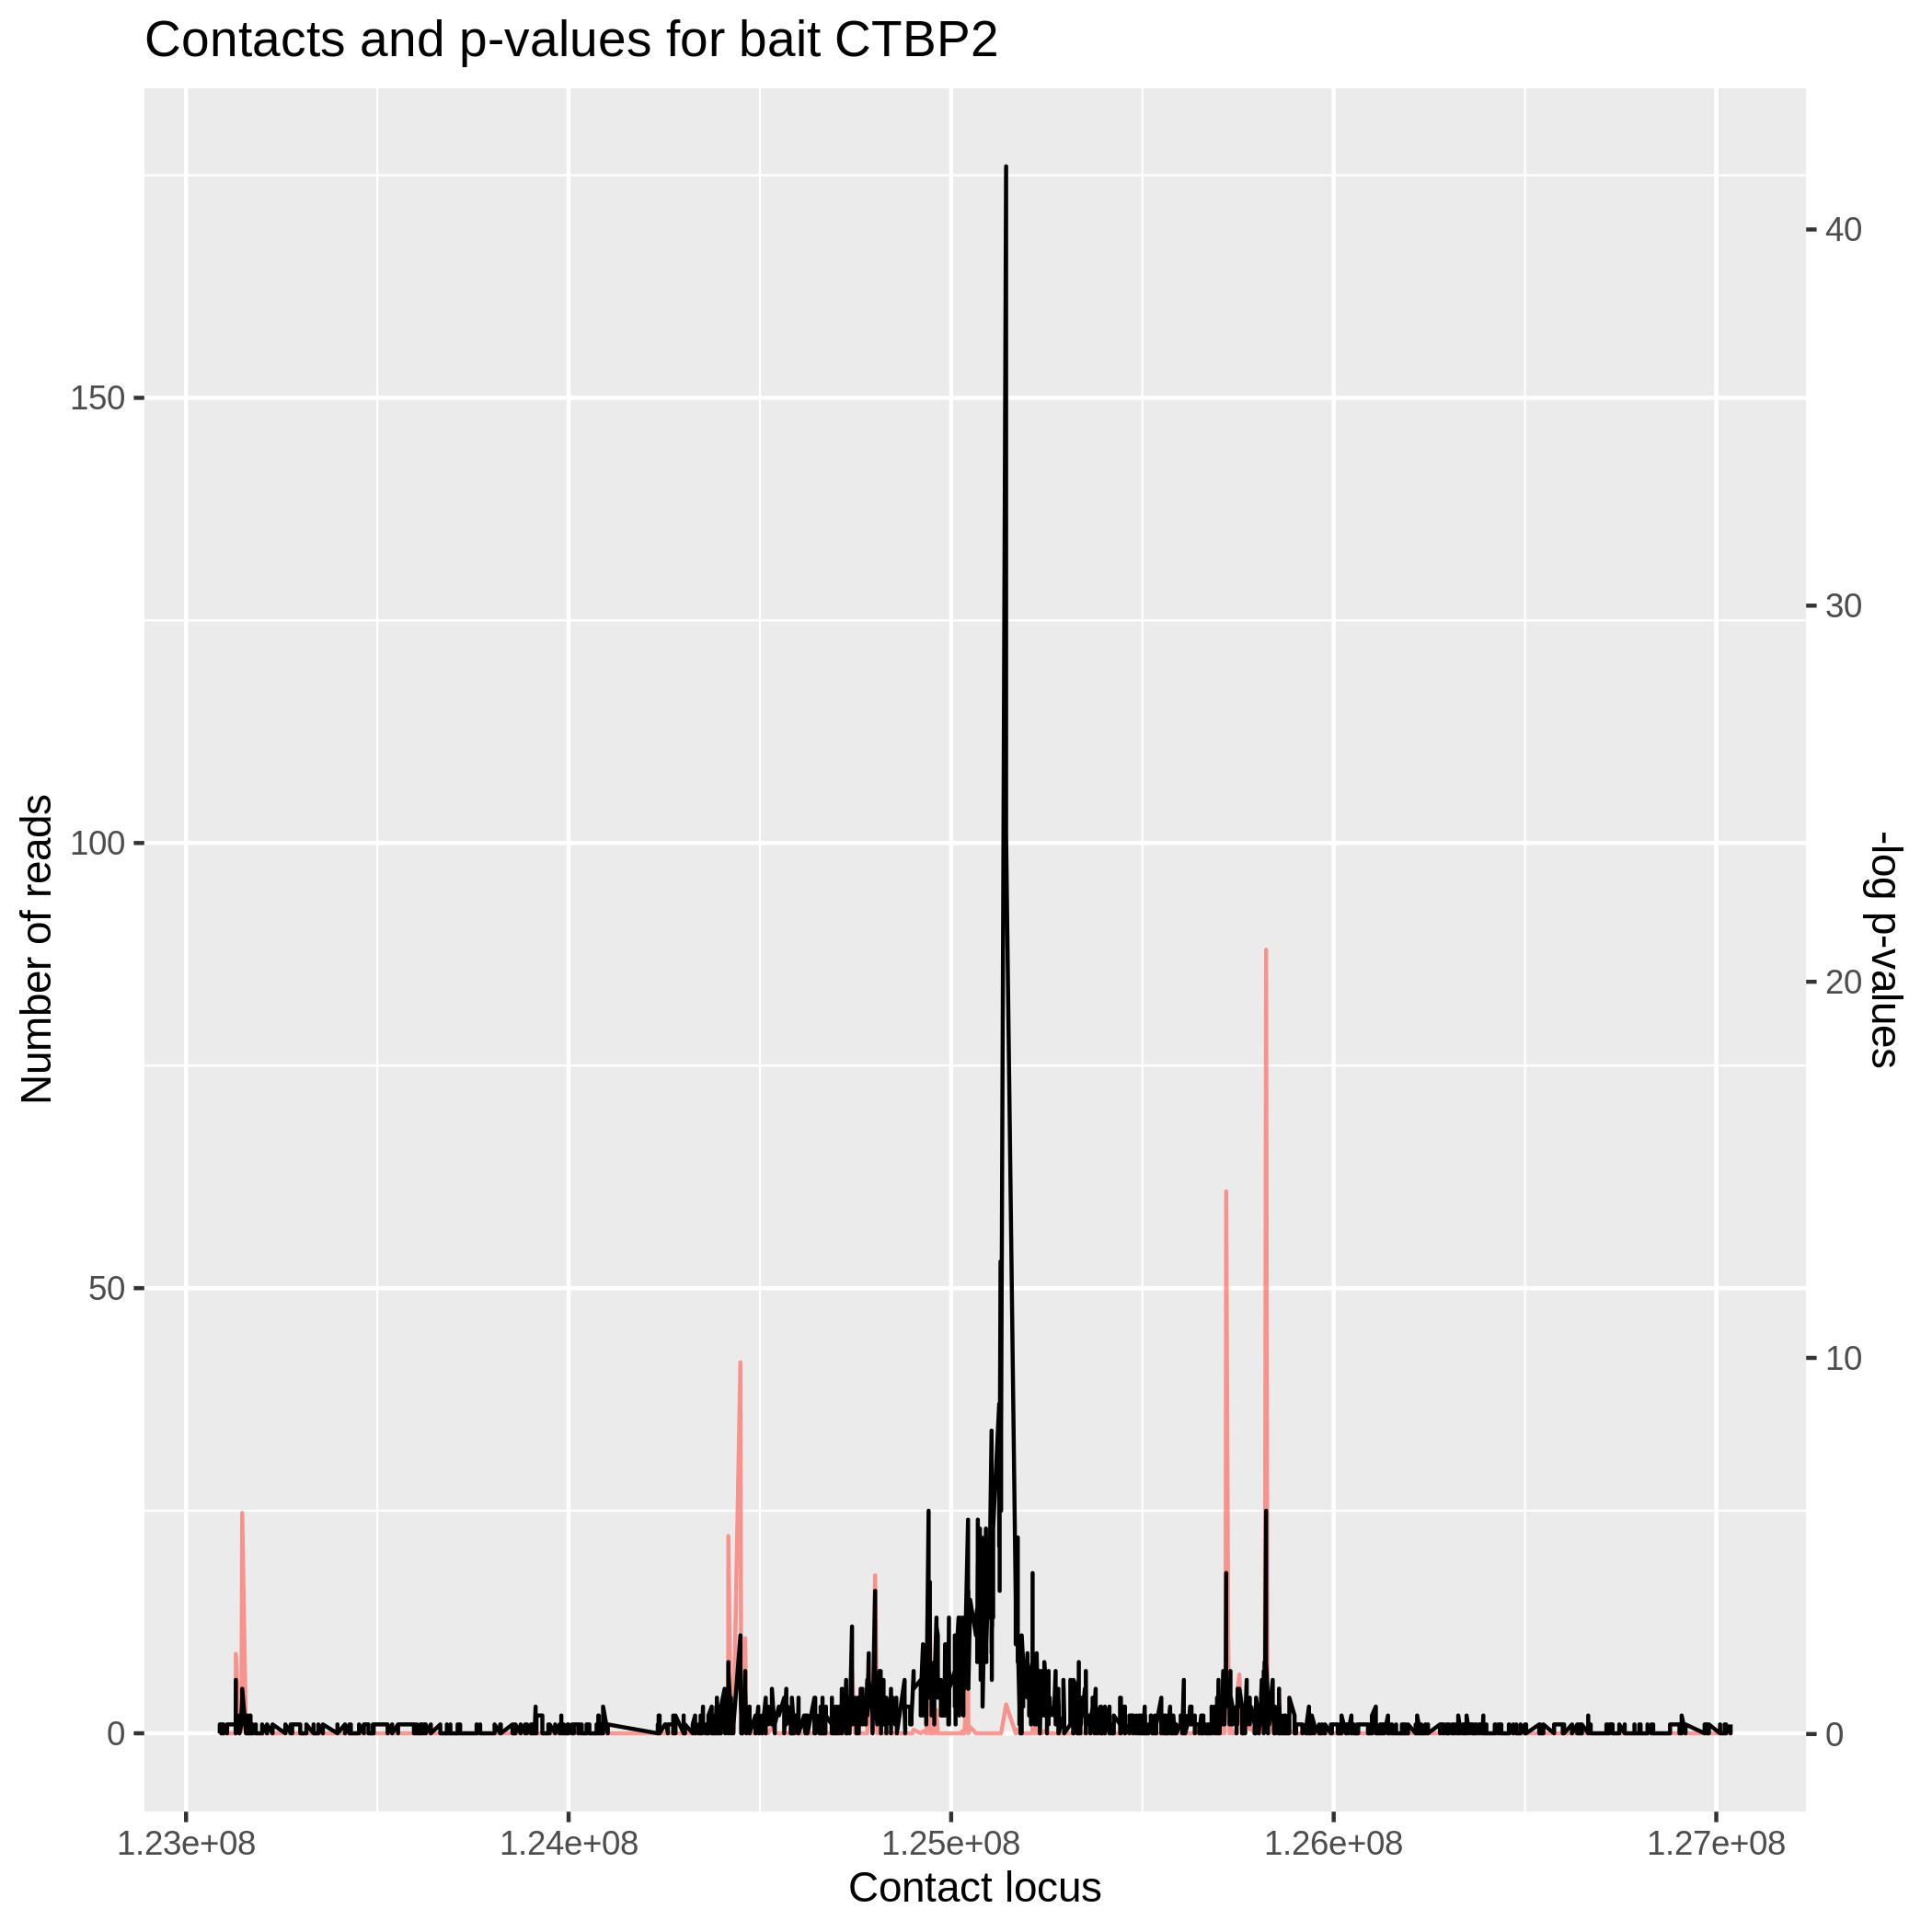 Contacts and p-values for bait CTBP2
Number of reads
150
100
50
0
-log p-values
40
30
20
10
0
1.23e+08
1.24e+08
1.25e+08
1.26e+08
1.27e+08
Contact locus